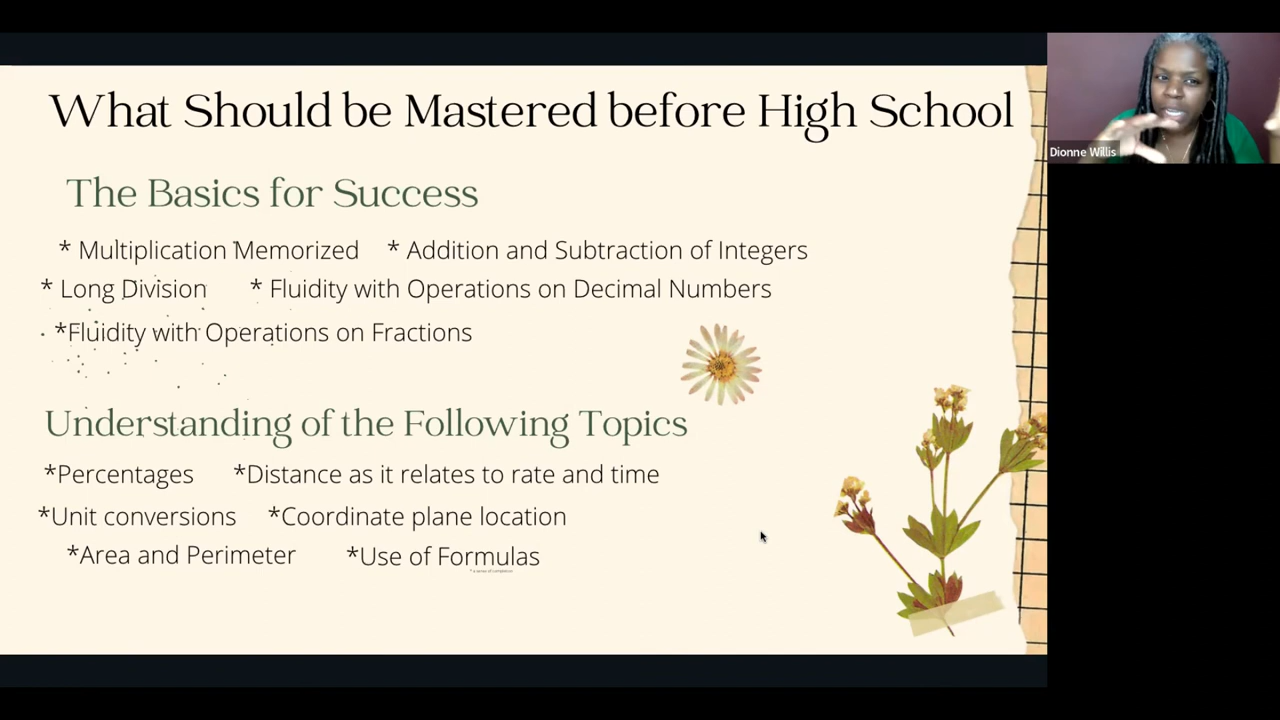 What Should be Mastered before High School
Dionne Willis
The Basics for Success
* Multiplication Memorized * Addition and Subtraction of Integers
* Long Division * Fluidity with Operations on Decimal Numbers
*Fluidity with Operations on Fractions
Understanding of the Following Topics
*Percentages *Distance as it relates to rate and time
*Unit conversions *Coordinate plane location
*Area and Perimeter *Use of Formulas